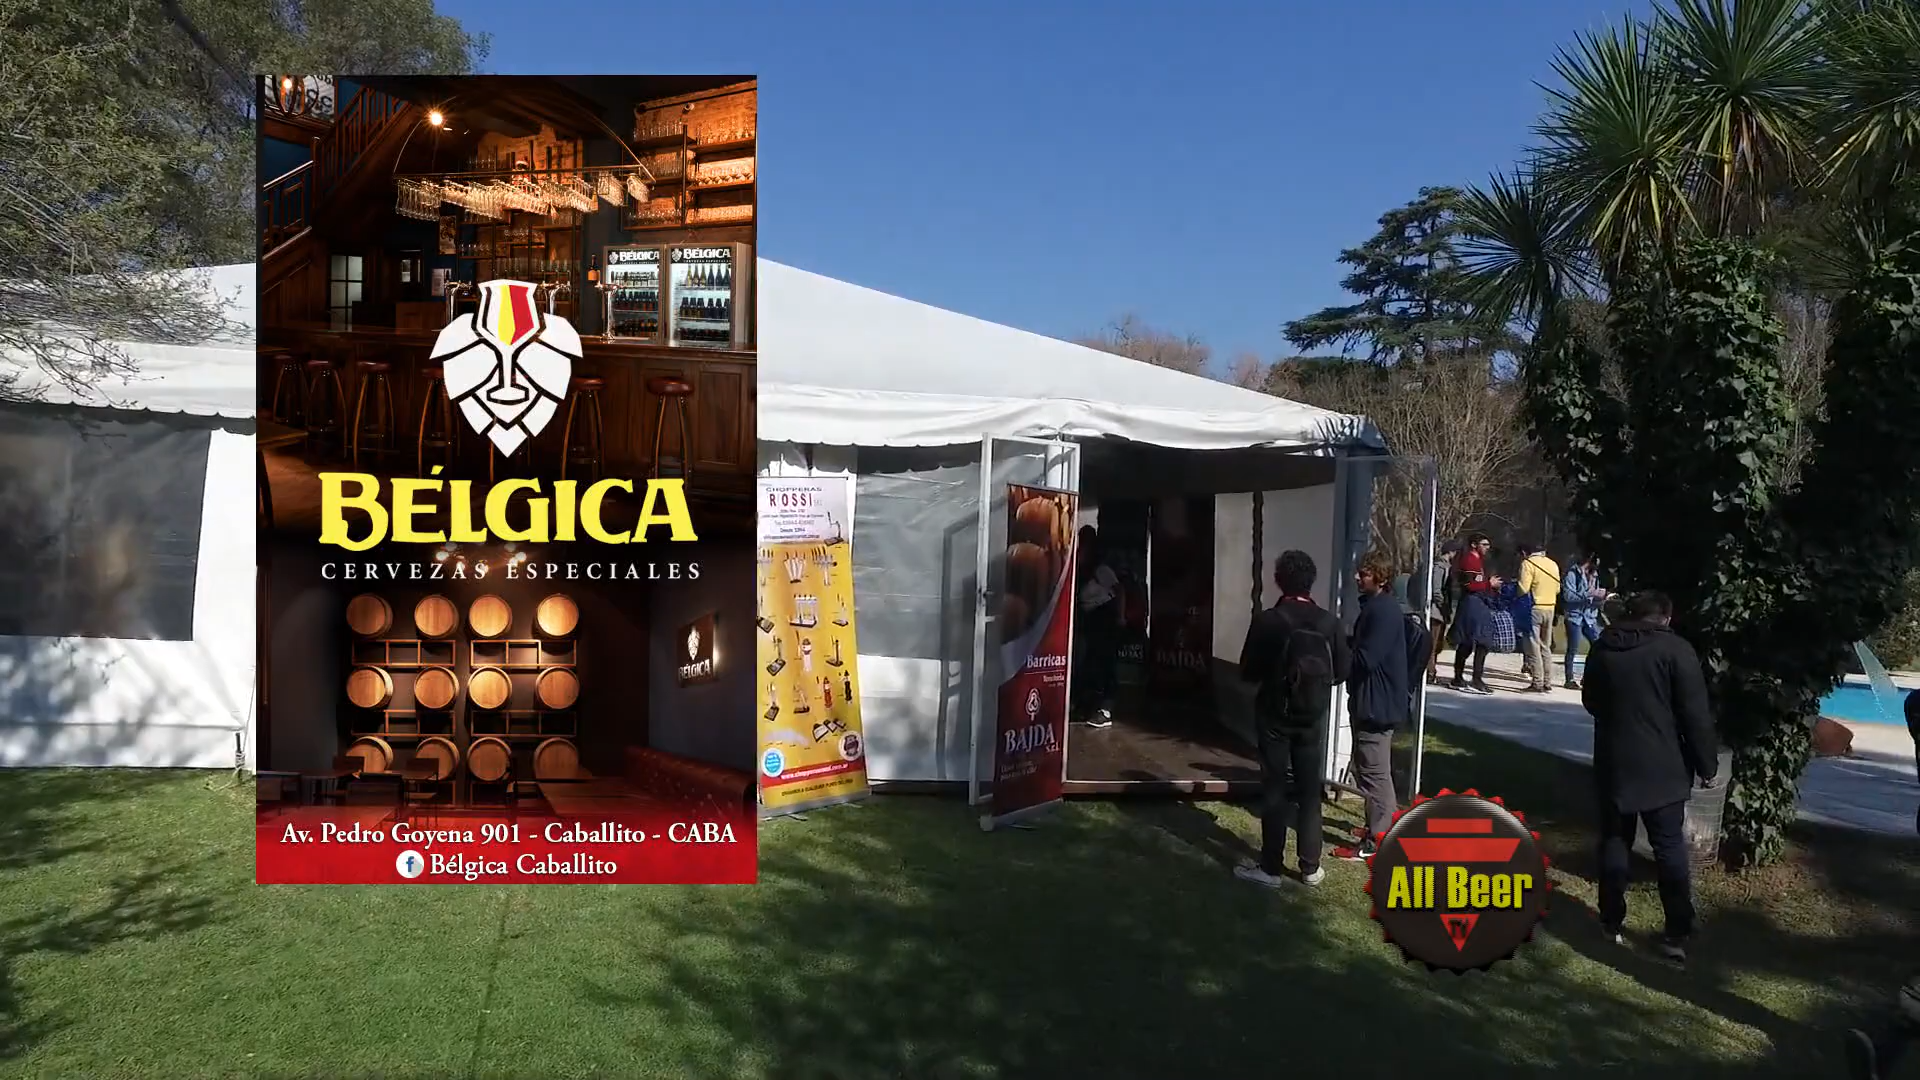 BÉLGICA
BÉLGICA
BÉLGICA
CERVEZAS ESPECIALES
BÉLGICA
Av. Pedro Goyena 901 - Caballito - CABA
f Bélgica Caballito
CHOPPERAS
ROSSI
Barricas
BAJDA
s.r.l.
BAJDA
All Beer
TV